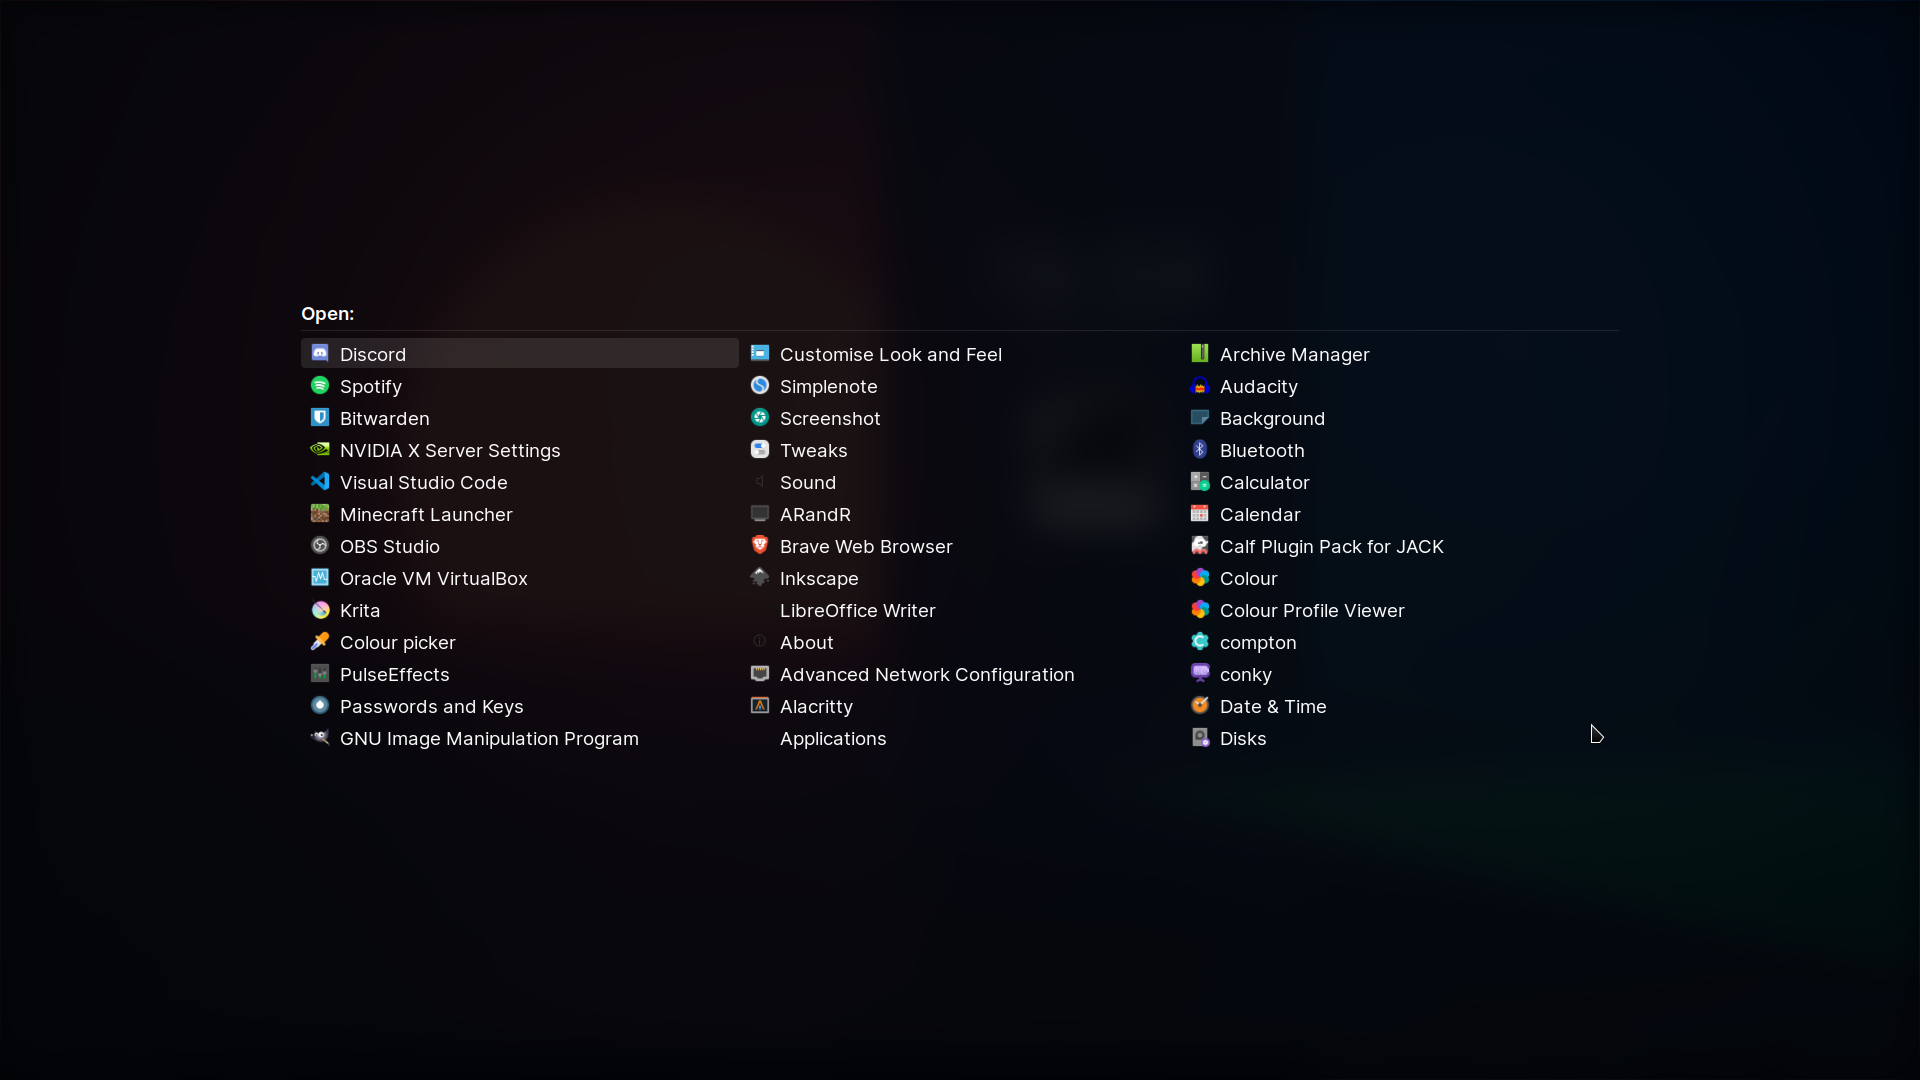 Open:
Discord
Spotify
Bitwarden
NVIDIA X Server Settings
Visual Studio Code
Minecraft Launcher
OBS Studio
Oracle VM VirtualBox
Krita
Colour picker
PulseEffects
Passwords and Keys
GNU Image Manipulation Program
Customise Look and Feel
Simplenote
Screenshot
Tweaks
Sound
ARandR
Brave Web Browser
Inkscape
LibreOffice Writer
About
Advanced Network Configuration
Alacritty
Applications
Archive Manager
Audacity
Background
Bluetooth
Calculator
Calendar
Calf Plugin Pack for JACK
Colour
Colour Profile Viewer
compton
conky
Date & Time
Disks